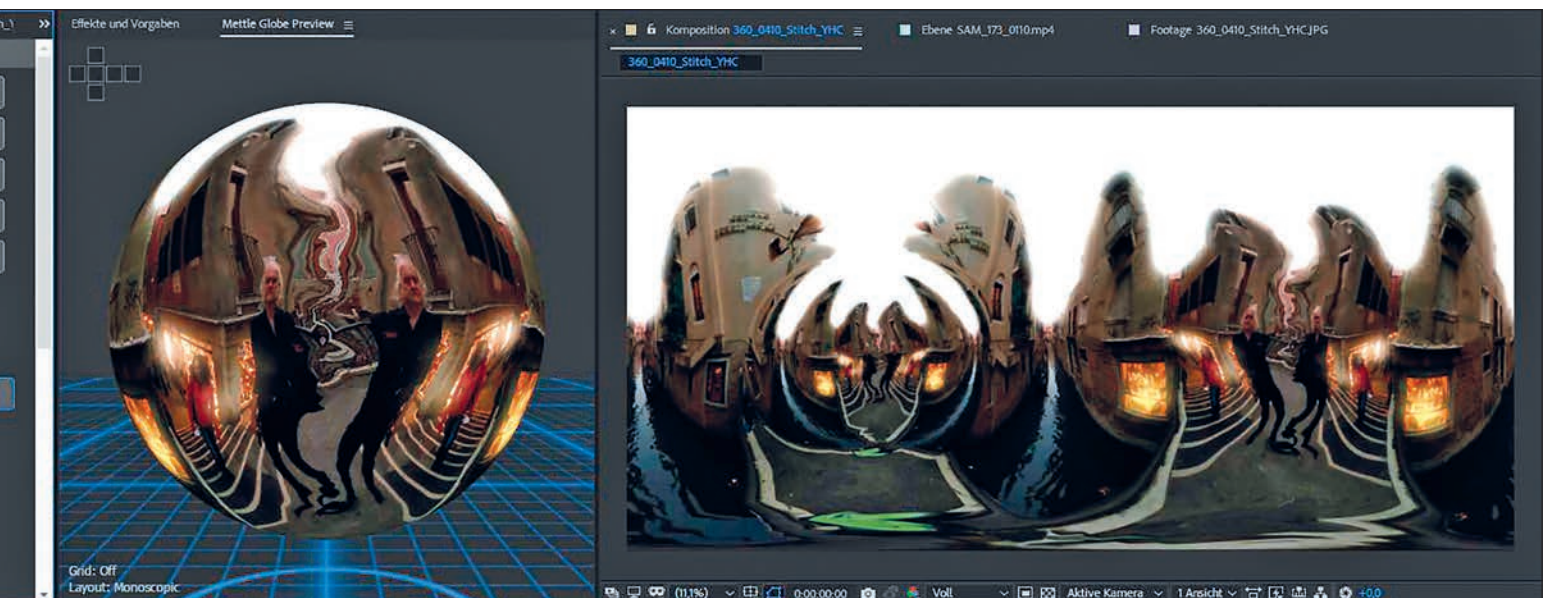 Effekte und Vorgaben
Mettle Globe Preview
Komposition 360_0410_Stitch_YHC
Ebene SAM_173_0110.mp4
Footage 360_0410_Stitch_YHC.JPG
360_0410_Stitch_YHC
Grid: Off
Layout: Monoscopic
(11,1%)
0:00:00:00
Voll
Aktive Kamera
1 Ansicht
+0,0